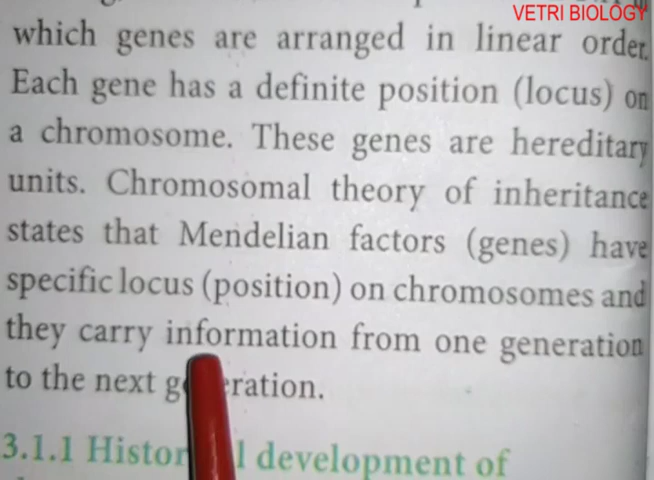 VETRI BIOLOGY
which genes are arranged in linear order.
Each gene has a definite position (locus) on
a chromosome. These genes are hereditary
units. Chromosomal theory of inheritance
states that Mendelian factors (genes) have
specific locus (position) on chromosomes and
they carry information from one generation
to the next generation.
3.1.1 Historical development of